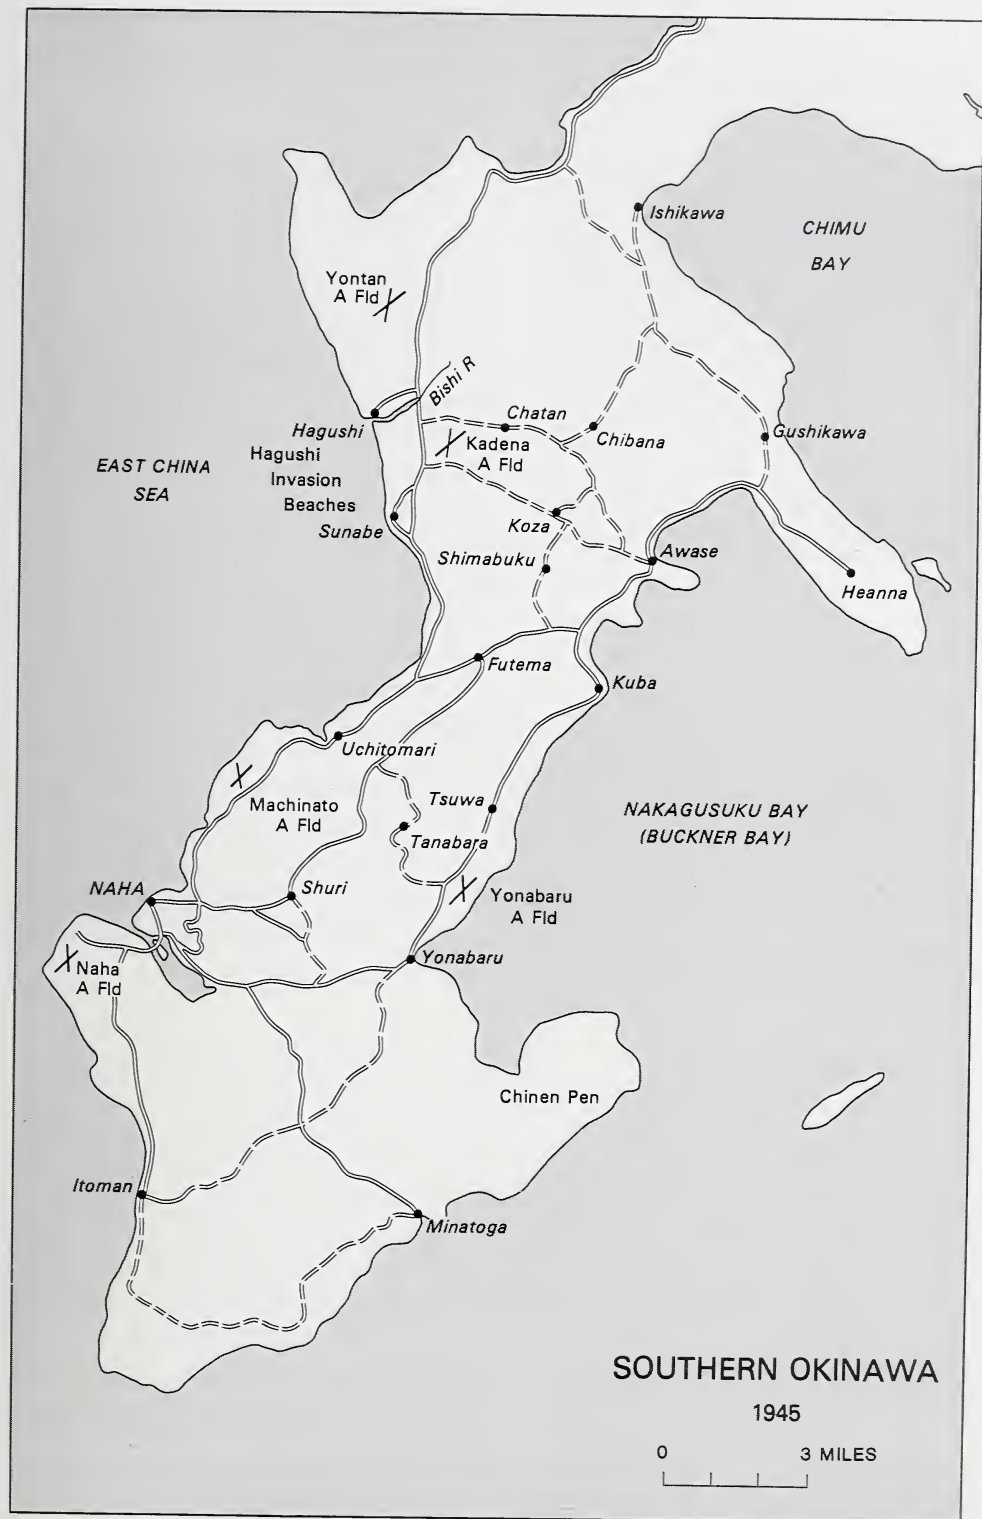 Ishikawa
CHIMU
BAY
Yontan
A Fld
Bishi R
Hagushi
Chatan
Chibana
Gushikawa
Kadena
A Fld
Hagushi
Invasion
Beaches
EAST CHINA
SEA
Sunabe
Koza
Shimabuku
Awase
Heanna
Futema
Kuba
Uchitomari
Tsuwa
Machinato
A Fld
NAKAGUSUKU BAY
(BUCKNER BAY)
Tanabara
NAHA
Shuri
Yonabaru
A Fld
Yonabaru
Naha
A Fld
Chinen Pen
Itoman
Minatoga
SOUTHERN OKINAWA
1945
0 3 MILES